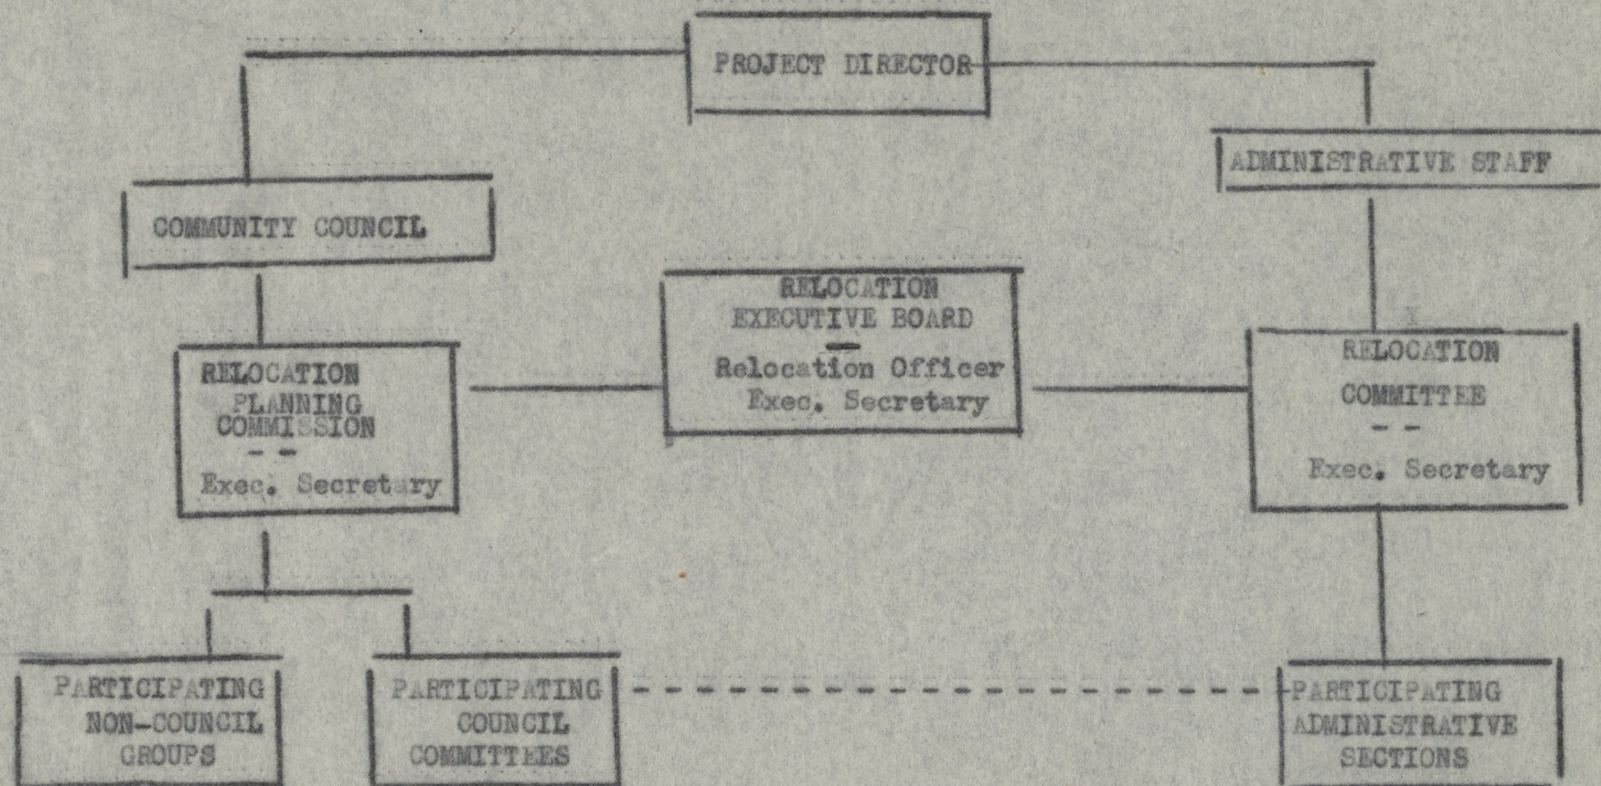 PROJECT DIRECTOR
ADMINISTRATIVE STAFF
COMMUNITY COUNCIL
RELOCATION
EXECUTIVE BOARD
Relocation Officer
Exec. Secretary
RELOCATION
PLANNING
COMMISSION
- -
Exec. Secretary
RELOCATION
COMMITTEE
- -
Exec. Secretary
PARTICIPATING
NON-COUNCIL
GROUPS
PARTICIPATING
COUNCIL
COMMITTEES
PARTICIPATING
ADMINISTRATIVE
SECTIONS